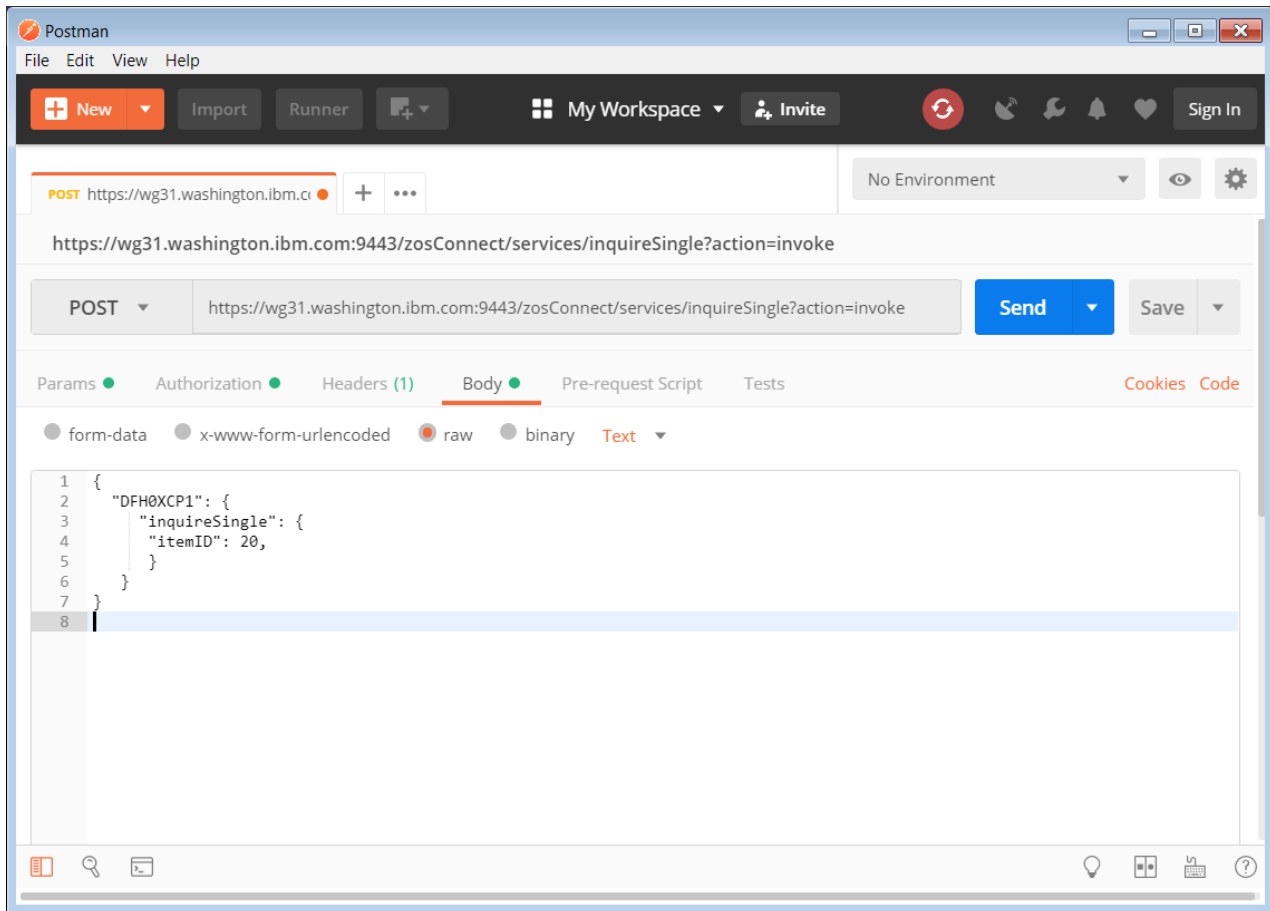 Postman
File Edit View Help
New Import Runner My Workspace Invite Sign In
POST https://wg31.washington.ibm.c
No Environment
https://wg31.washington.ibm.com:9443/zosConnect/services/inquireSingle?action=invoke
POST https://wg31.washington.ibm.com:9443/zosConnect/services/inquireSingle?action=invoke Send Save
Params Authorization Headers (1) Body Pre-request Script Tests Cookies Code
form-data x-www-form-urlencoded raw binary Text
1 {
2 "DFH0XCP1": {
3 "inquireSingle": {
4 "itemID": 20,
5 }
6 }
7 }
8